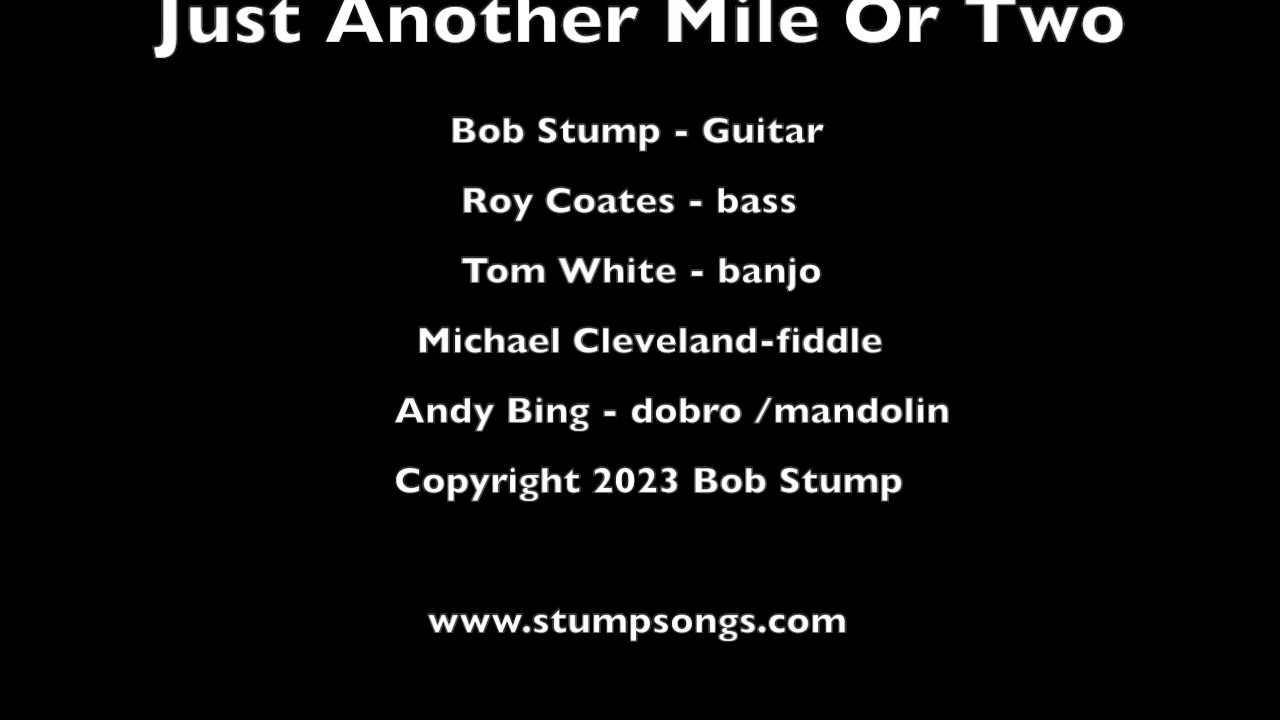 Just Another Mile Or Two
Bob Stump - Guitar
Roy Coates - bass
Tom White - banjo
Michael Cleveland-fiddle
Andy Bing - dobro /mandolin
Copyright 2023 Bob Stump
www.stumpsongs.com